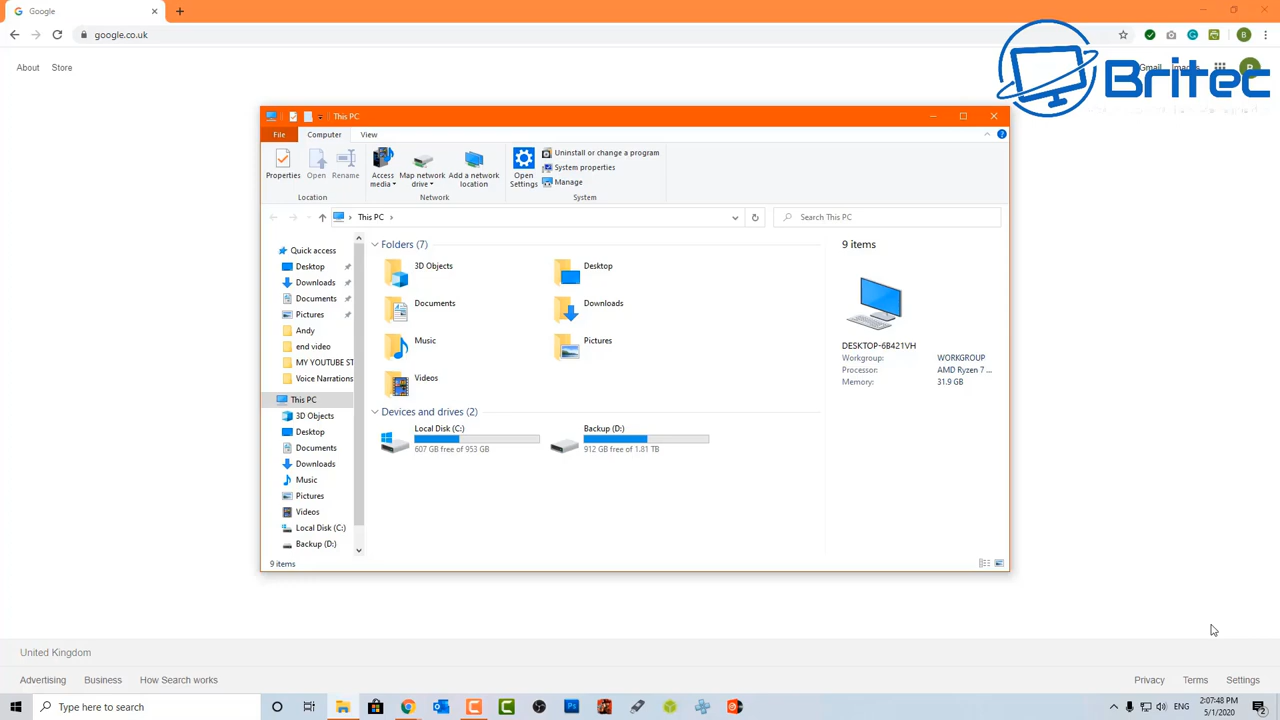 Google
google.co.uk
About Store
Gmail Images
Britec
This PC
File Computer View
Properties
Open
Rename
Location
Access media
Map network drive
Add a network location
Network
Open Settings
Uninstall or change a program
System properties
Manage
System
This PC
Search This PC
Quick access
Desktop
Downloads
Documents
Pictures
Andy
end video
MY YOUTUBE ST
Voice Narrations
This PC
3D Objects
Desktop
Documents
Downloads
Music
Pictures
Videos
Local Disk (C:)
Backup (D:)
Folders (7)
3D Objects
Desktop
Documents
Downloads
Music
Pictures
Videos
Devices and drives (2)
Local Disk (C:)
607 GB free of 953 GB
Backup (D:)
912 GB free of 1.81 TB
9 items
DESKTOP-6B421VH
Workgroup: WORKGROUP
Processor: AMD Ryzen 7 ...
Memory: 31.9 GB
9 items
United Kingdom
Advertising Business How Search works
Privacy Terms Settings
Type here to search
ENG
2:07:48 PM
5/1/2020